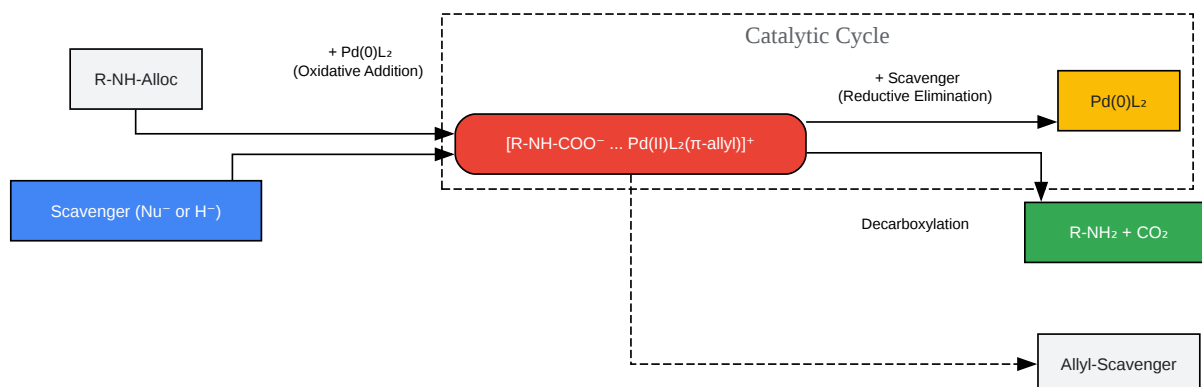 Catalytic Cycle
+ Pd(0)L₂
(Oxidative Addition)
R-NH-Alloc
+ Scavenger
(Reductive Elimination)
Pd(0)L₂
[R-NH-COO⁻ ... Pd(II)L₂(π-allyl)]⁺
Scavenger (Nu⁻ or H⁻)
Decarboxylation
R-NH₂ + CO₂
Allyl-Scavenger